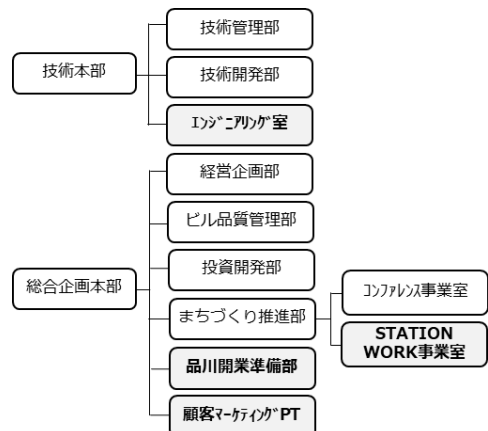 技術管理部
技術本部
技術開発部
エンジニアリング室
経営企画部
ビル品質管理部
投資開発部
総合企画本部
コンファレンス事業室
まちづくり推進部
STATION
WORK事業室
品川開業準備部
顧客マーケティングPT